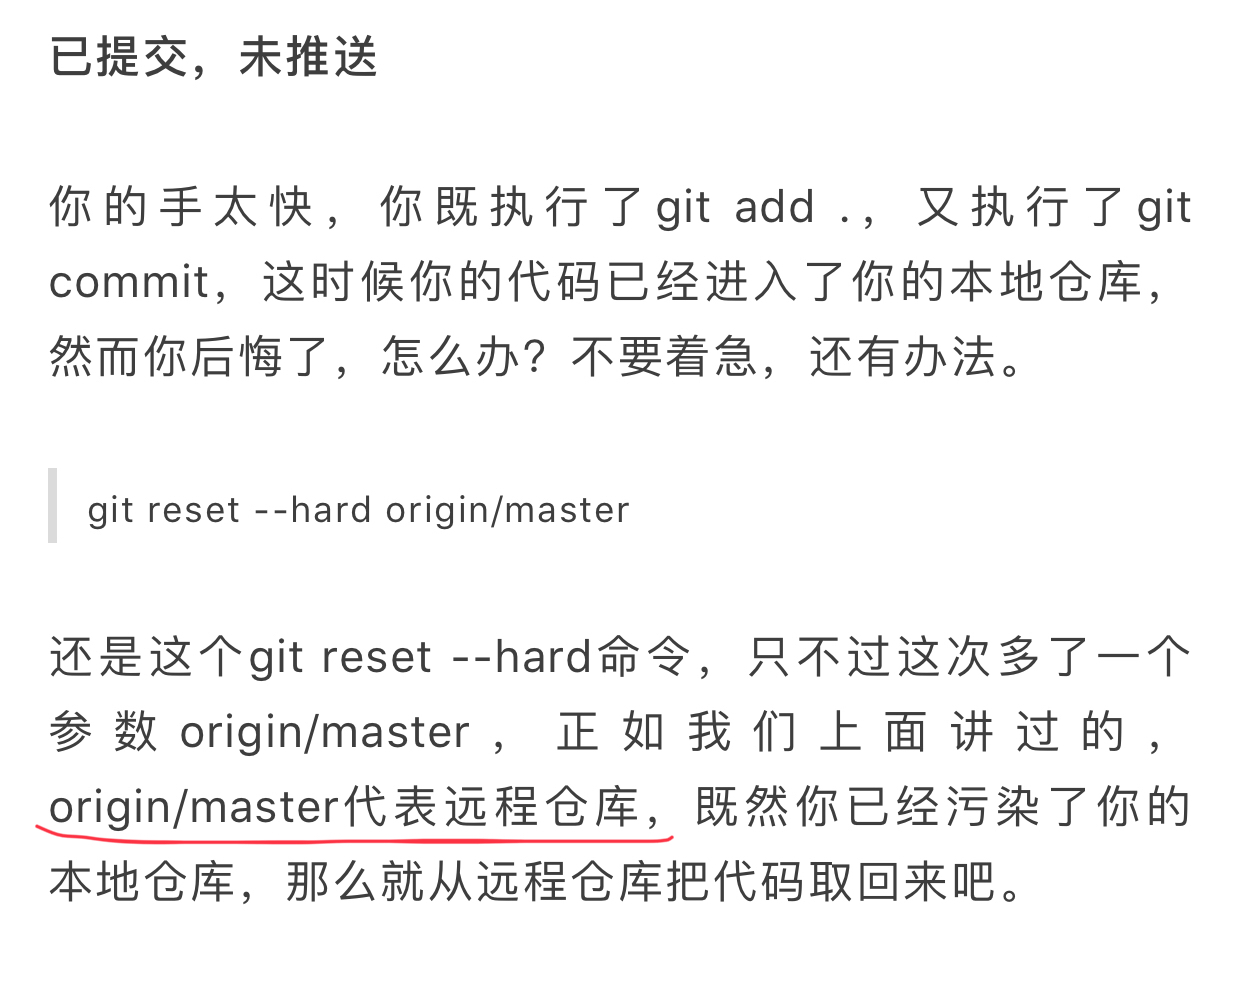 已提交，未推送
你的手太快，你既执行了git add .，又执行了git
commit，这时候你的代码已经进入了你的本地仓库，
然而你后悔了，怎么办？不要着急，还有办法。
git reset --hard origin/master
还是这个git reset --hard命令，只不过这次多了一个
参数origin/master，正如我们上面讲过的，
origin/master代表远程仓库，既然你已经污染了你的
本地仓库，那么就从远程仓库把代码取回来吧。